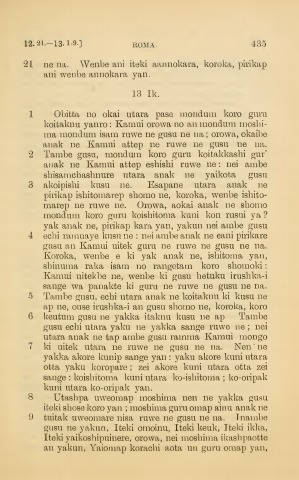 12. 21.—13. 1-9.] ROMA. 435
21 ne na. Wenbe ani iteki aannokara, koroka, pirikap
ani wenbe annokara yan.
13 Ik.
1 Obitta no okai utara pase mondum koro guru
koitaknu yanro: Kamui orowa no an mondum moshi-
ma mondum isam ruwe ne gusu ne na; orowa, okaibe
anak ne Kamui attep ne ruwe ne gusu ne na.
2 Tambe gusu, mondum koro guru koitakkashi gur'
anak ne Kamui attep eshishi ruwe ne: nei ambe
shisamchashnure utara anak ne yaikota gusu
3 akoipishi kusu ne. Esapane utara anak ne
pirikap ishitomarep shomo ne, koroka, wenbe ishito-
marep ne ruwe ne. Orowa, aokai anak ne shomo
mondum koro guru koishitoma kuni kon rusui ya?
yak anak ne, pirikap kara yan, yakun nei anbe gusu
4 echi ramuaye kusu ne: nei ambe anak ne eani pirikare
gusu an Kamui uitek guru ne ruwe ne gusu ne na.
Koroka, wenbe e ki yak anak ne, ishitoma yan,
shinuma raka isam no rangetam koro shomoki:
Kamui uitekbe ne, wenbe ki gusu hetuku irushka-i
sange wa panakte ki guru ne ruwe ne gusu ne na.
5 Tambe gusu, echi utara anak ne koitaknu ki kusu ne
ap ne, ouse irushka-i an gusu shomo ne, koroka, koro
6 keutum gusu ne yakka itaknu kusu ne ap Tambe
gusu echi utara yaku ne yakka sange ruwe ne; nei
utara anak ne tap ambe gusu ramma Kamui mongo
7 ki uitek utara ne ruwe ne gusu ne na. Nen ne
yakka akore kunip sange yan: yaku akore kuni utara
otta yaku koropare; zei akore kuni utara otta zei
sange: koishitoma kuni utara ko-ishitoma; ko-oripak
kuni utara ko-oripak yan.
8 Utashpa uweomap moshima nen ne yakka gusu
iteki shose koro yan; moshima guru omap ainu anak ne
9 tuitak uweomare nisa ruwe ne gusu ne na. Inambe
gusu ne yakun, Iteki omoinu, Iteki keuk, Iteki ikka,
Iteki yaikoshipuinere, orowa, nei moshima ikashpaotte
an yakun, Yaiomap korachi aota un guru omap yan,